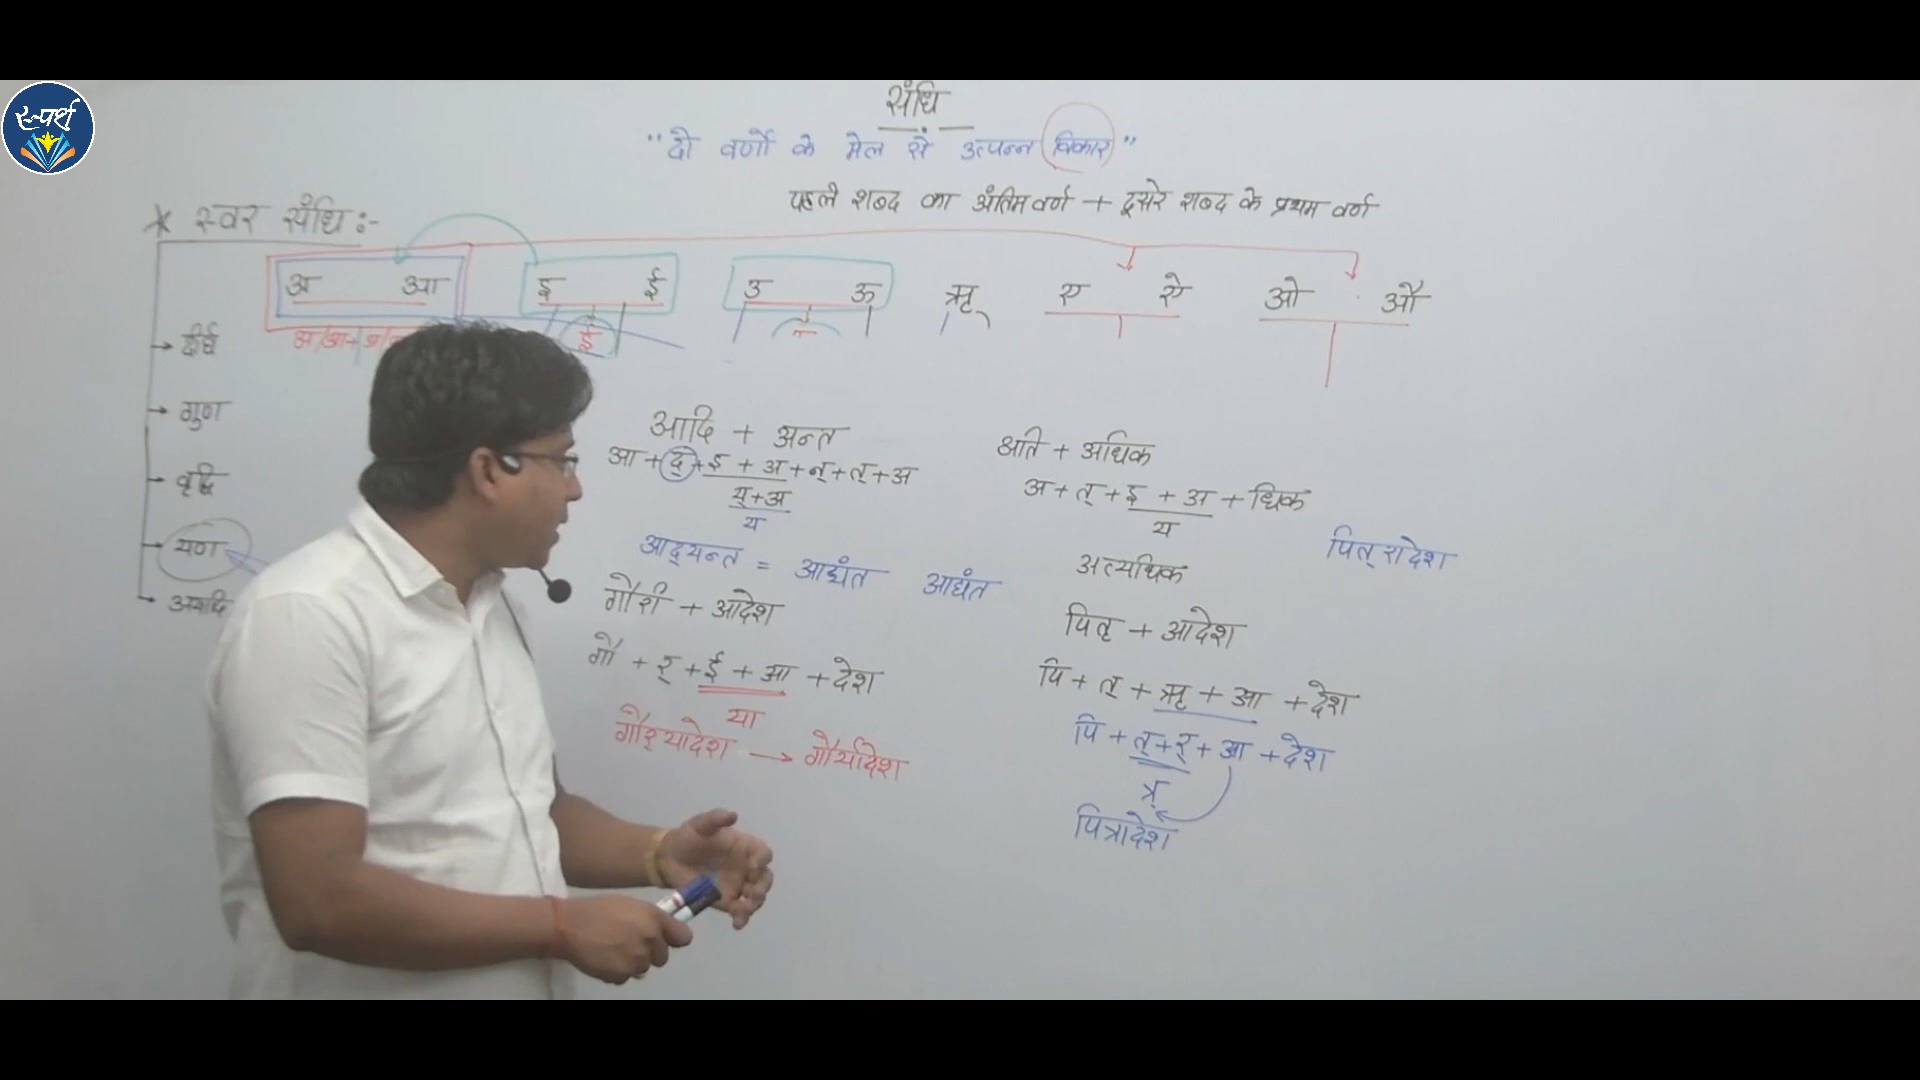 स्पर्श
संधि
"दो वर्णों के मेल से उत्पन्न विकार"
पहले शब्द का अंतिम वर्ण + दूसरे शब्द के प्रथम वर्ण
* स्वर संधि :-
अ आ इ ई उ ऊ ऋ ए ऐ ओ औ
अ/आ+
ई
→ दीर्घ
→ गुण
→ वृद्धि
→ यण
→ अयादि
आदि + अन्त
आ + द् + इ + अ + न् + त् + अ
य् + अ
य
आद्‌यन्त = आद्यंत आद्यंत
गौरी + आदेश
गौ + र् + ई + आ + देश
या
गौर्‌यादेश → गौर्यादेश
अति + अधिक
अ + त् + इ + अ + धिक
य
अत्यधिक
पित्‌रादेश
पितृ + आदेश
पि + त् + ऋ + आ + देश
पि + त् + र् + आ + देश
त्र्
पित्रादेश